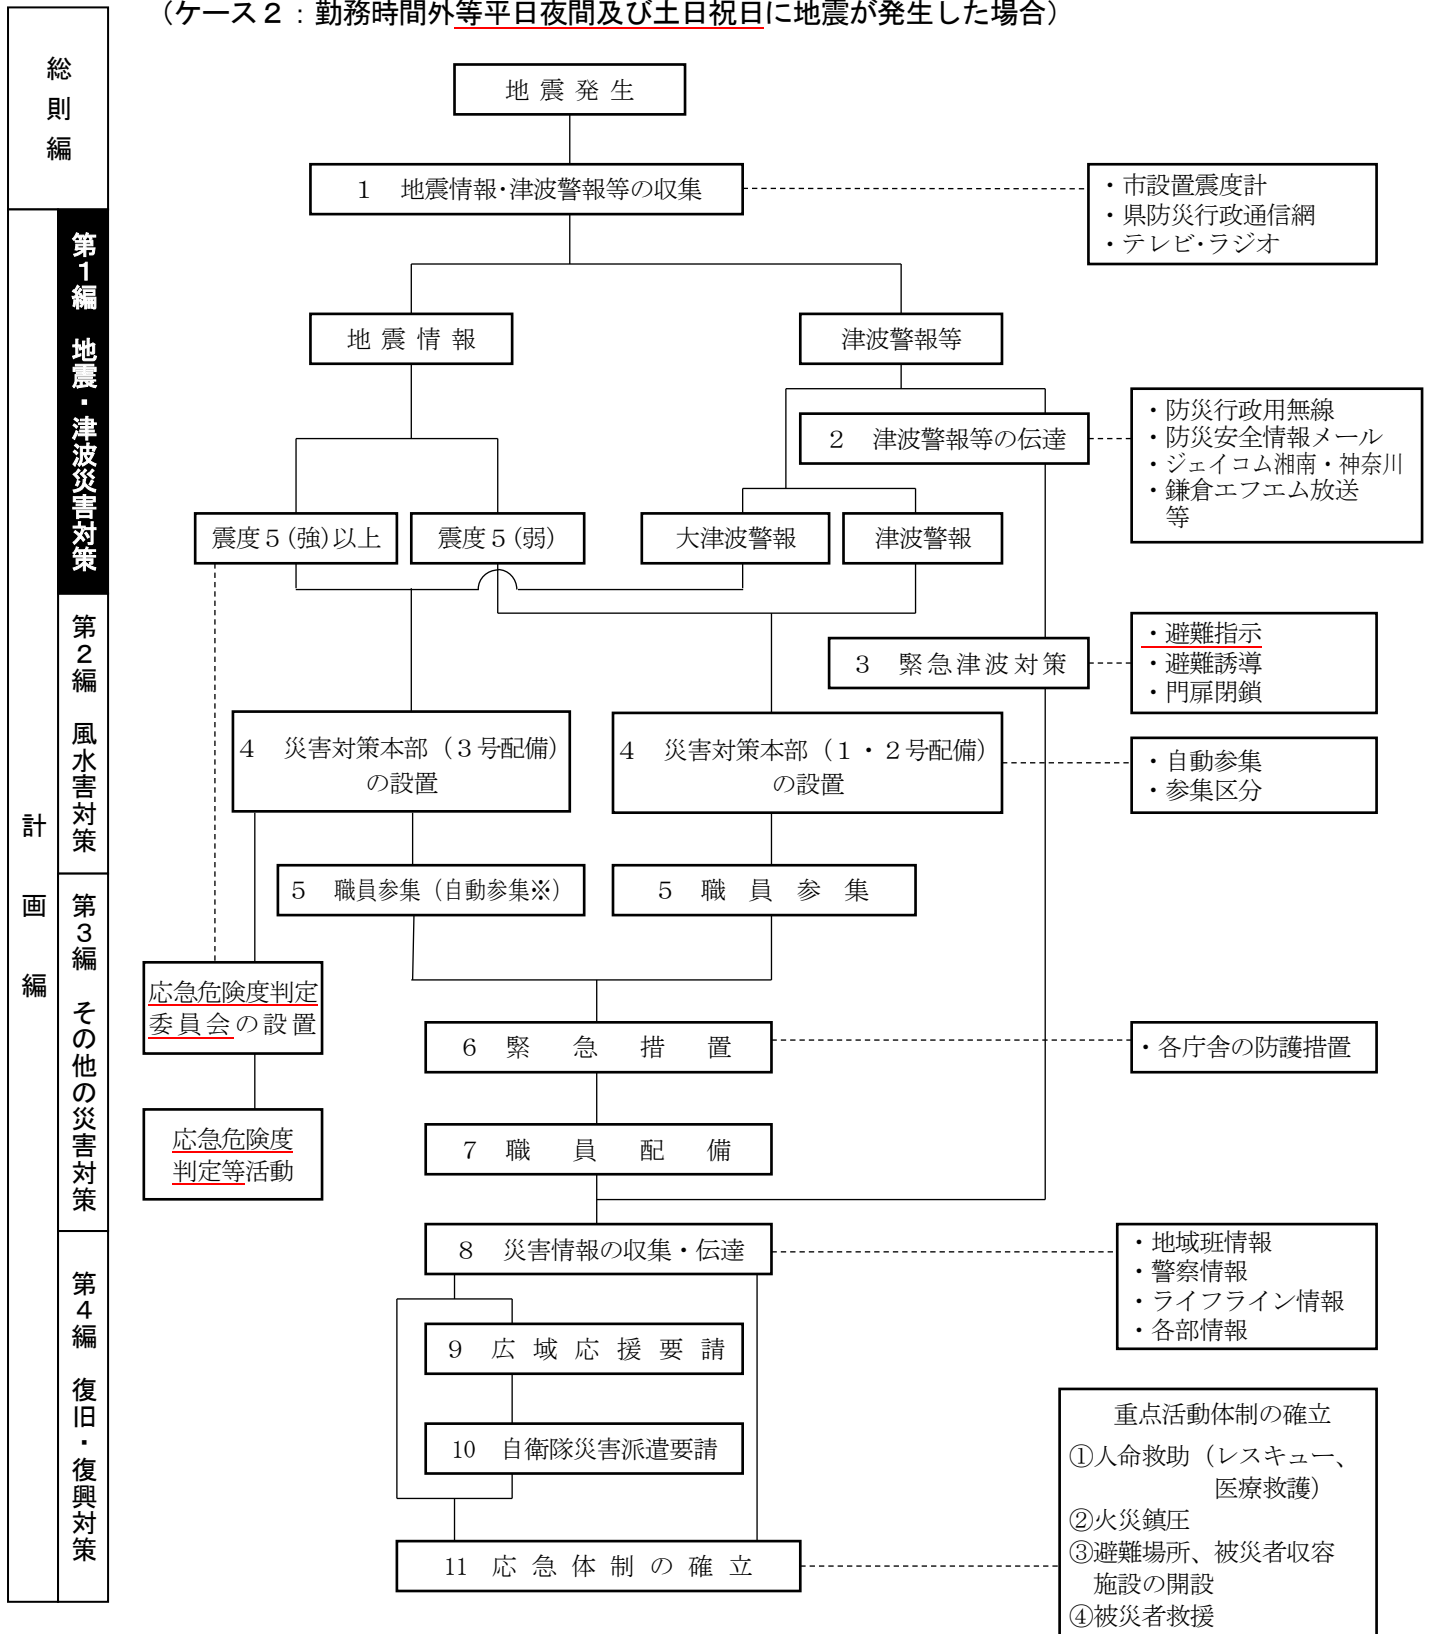 （ケース２：勤務時間外等平日夜間及び土日祝日に地震が発生した場合）
総則編
計画編
第１編　地震・津波災害対策
第２編　風水害対策
第３編　その他の災害対策
第４編　復旧・復興対策
地震発生
１　地震情報･津波警報等の収集
・市設置震度計
・県防災行政通信網
・テレビ･ラジオ
地震情報
津波警報等
２　津波警報等の伝達
・防災行政用無線
・防災安全情報メール
・ジェイコム湘南・神奈川
・鎌倉エフエム放送
等
震度５(強)以上
震度５(弱)
大津波警報
津波警報
３　緊急津波対策
・避難指示
・避難誘導
・門扉閉鎖
４　災害対策本部（３号配備）
の設置
４　災害対策本部（１・２号配備）
の設置
・自動参集
・参集区分
５　職員参集（自動参集※）
５　職員参集
応急危険度判定
委員会の設置
６　緊急措置
・各庁舎の防護措置
応急危険度
判定等活動
７　職員配備
８　災害情報の収集・伝達
・地域班情報
・警察情報
・ライフライン情報
・各部情報
９　広域応援要請
10　自衛隊災害派遣要請
11　応急体制の確立
重点活動体制の確立
①人命救助（レスキュー、
医療救護）
②火災鎮圧
③避難場所、被災者収容
施設の開設
④被災者救援